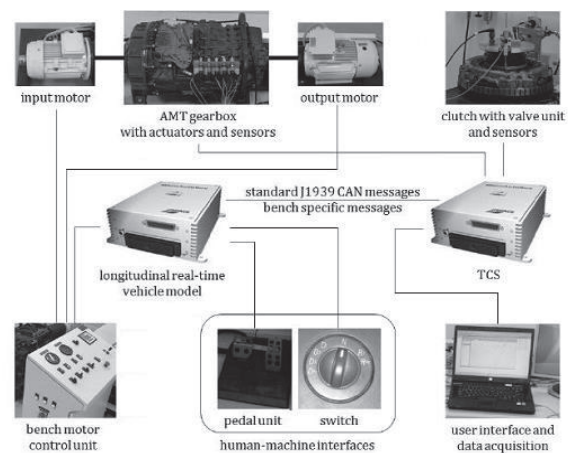 input motor
AMT gearbox
with actuators and sensors
output motor
clutch with valve unit
and sensors
standard J1939 CAN messages
bench specific messages
longitudinal real-time
vehicle model
TCS
bench motor
control unit
pedal unit
switch
N
human-machine interfaces
user interface and
data acquisition